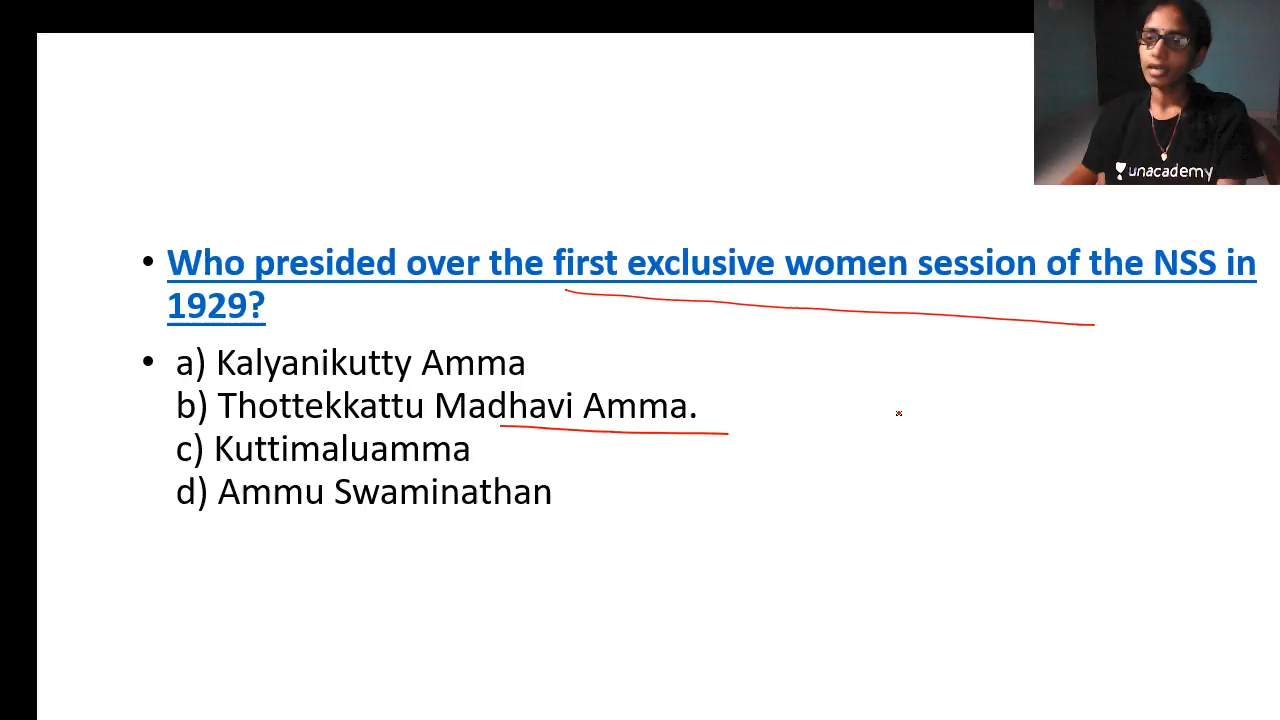 unacademy
• Who presided over the first exclusive women session of the NSS in
1929?
• a) Kalyanikutty Amma
b) Thottekkattu Madhavi Amma.
c) Kuttimaluamma
d) Ammu Swaminathan